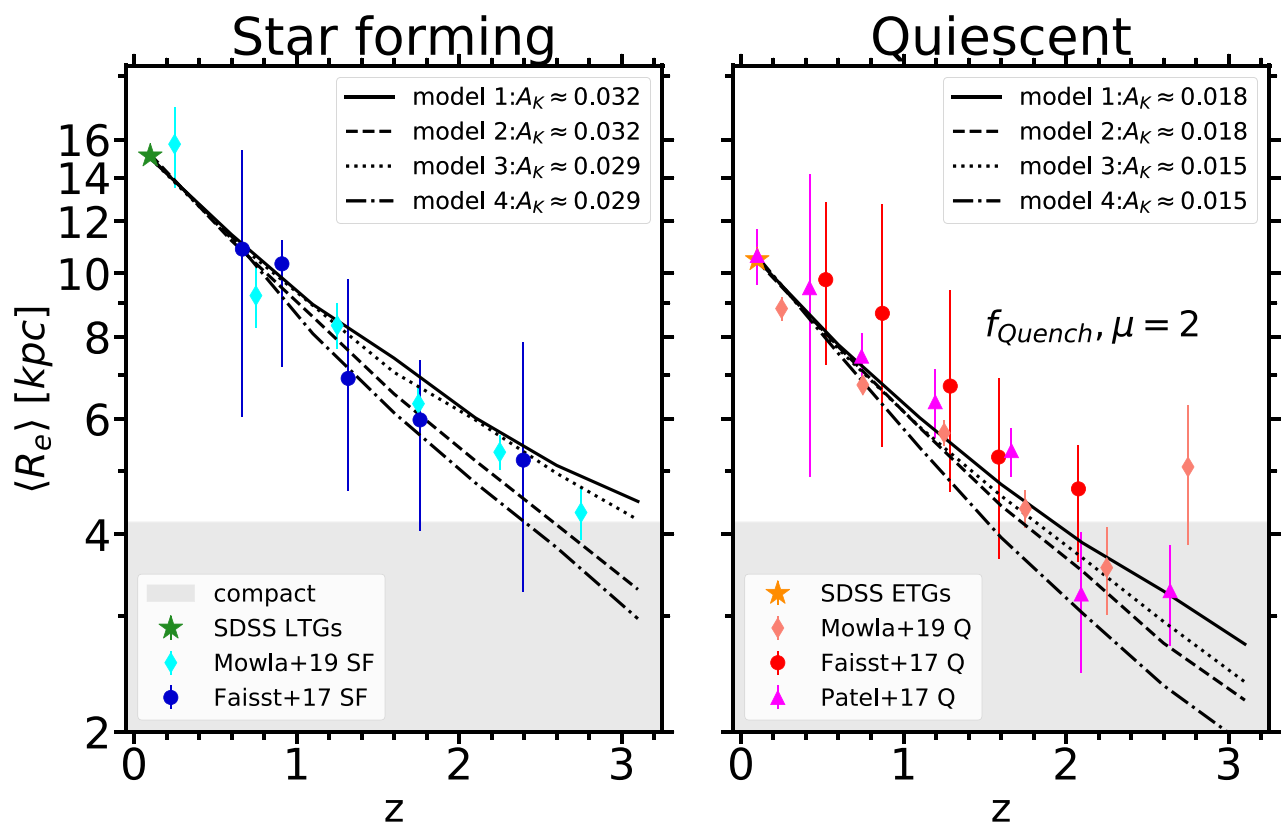 Star forming
Quiescent
model 1:A_K ≈ 0.032
model 2:A_K ≈ 0.032
model 3:A_K ≈ 0.029
model 4:A_K ≈ 0.029
model 1:A_K ≈ 0.018
model 2:A_K ≈ 0.018
model 3:A_K ≈ 0.015
model 4:A_K ≈ 0.015
16
14
12
10
8
6
4
2
⟨R_e⟩ [kpc]
f_Quench, μ = 2
compact
SDSS LTGs
Mowla+19 SF
Faisst+17 SF
SDSS ETGs
Mowla+19 Q
Faisst+17 Q
Patel+17 Q
0 1 2 3
0 1 2 3
z
z